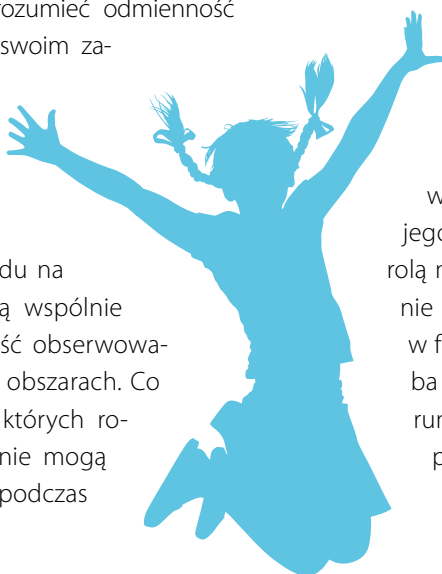 rozumieć odmienność
swoim za-
du na
ą wspólnie
ść obserwowa-
obszarach. Co
których ro-
nie mogą
podczas
w
jego
rolą
nie
w f
ba
run
p